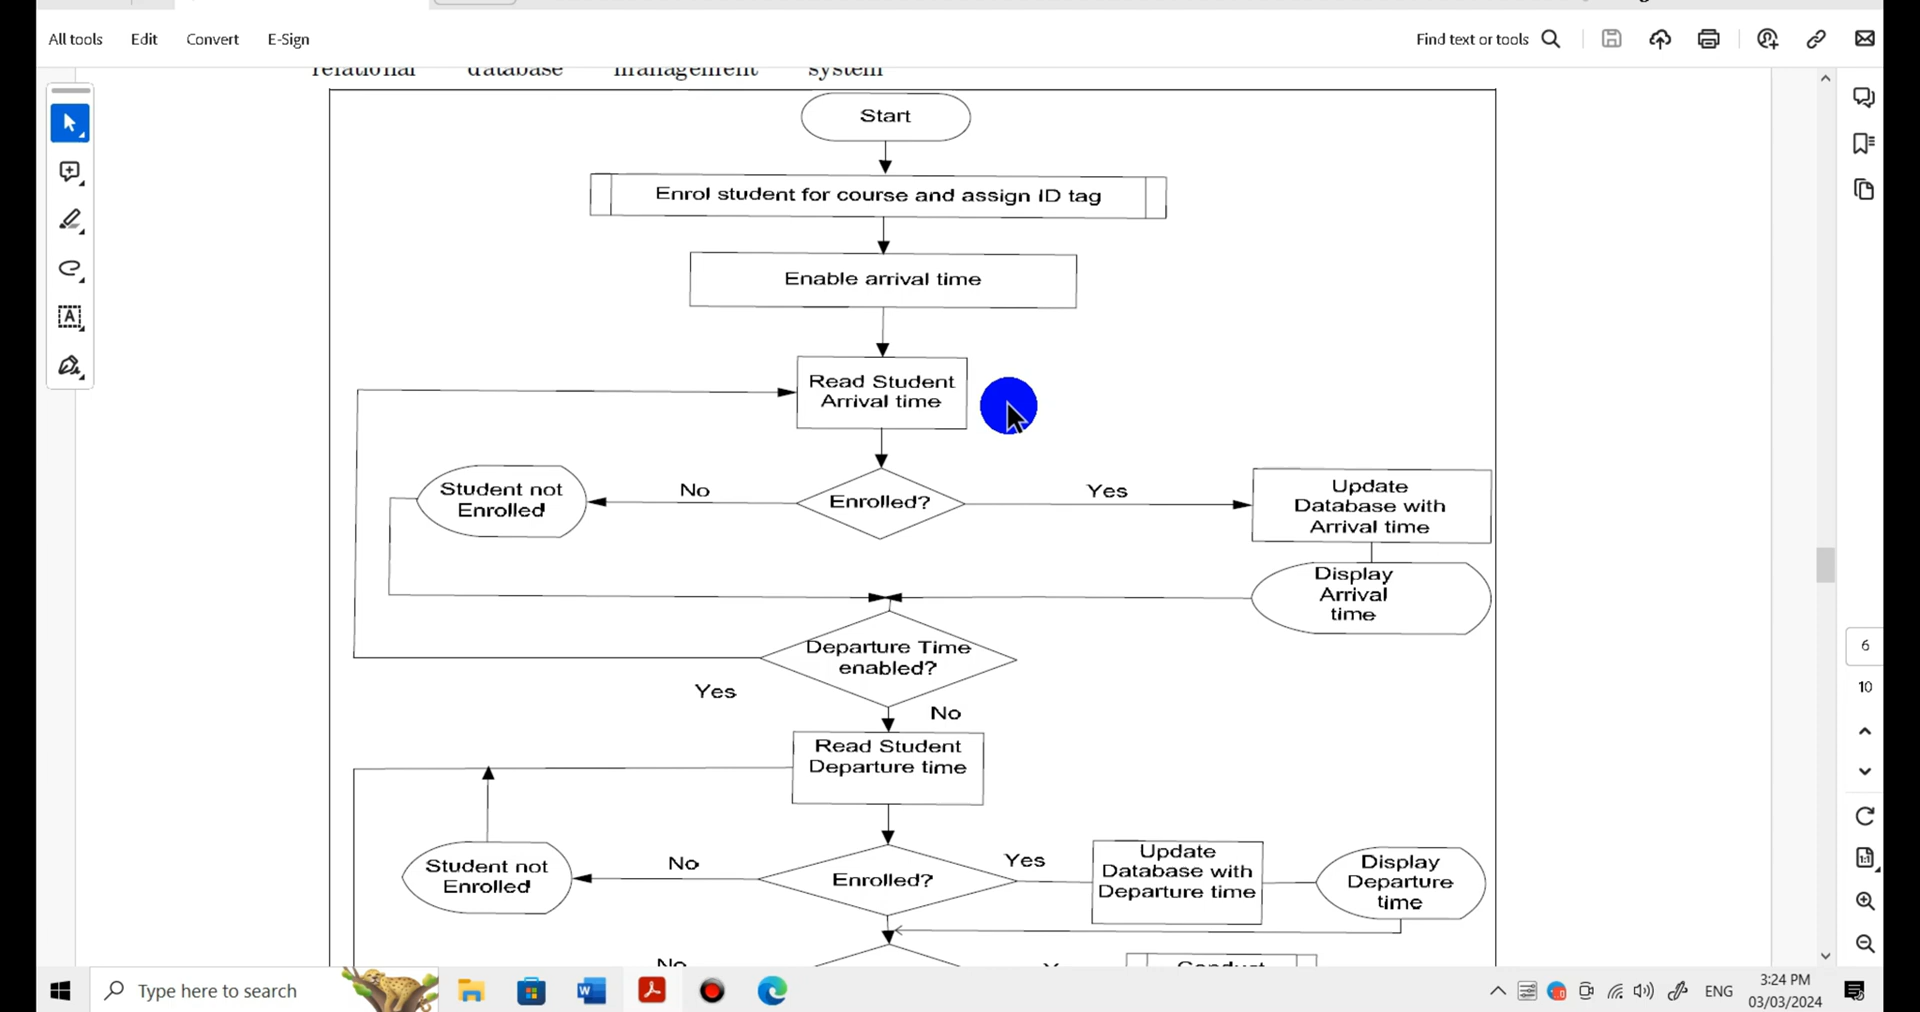 All tools Edit Convert E-Sign Find text or tools
relational database management system
Start
Enrol student for course and assign ID tag
Enable arrival time
Read Student
Arrival time
Student not
Enrolled
No
Enrolled?
Yes
Update
Database with
Arrival time
Display
Arrival
time
Departure Time
enabled?
Yes
No
Read Student
Departure time
Student not
Enrolled
No
Enrolled?
Yes
Update
Database with
Departure time
Display
Departure
time
No
Conduct
6
10
Type here to search
ENG
3:24 PM
03/03/2024